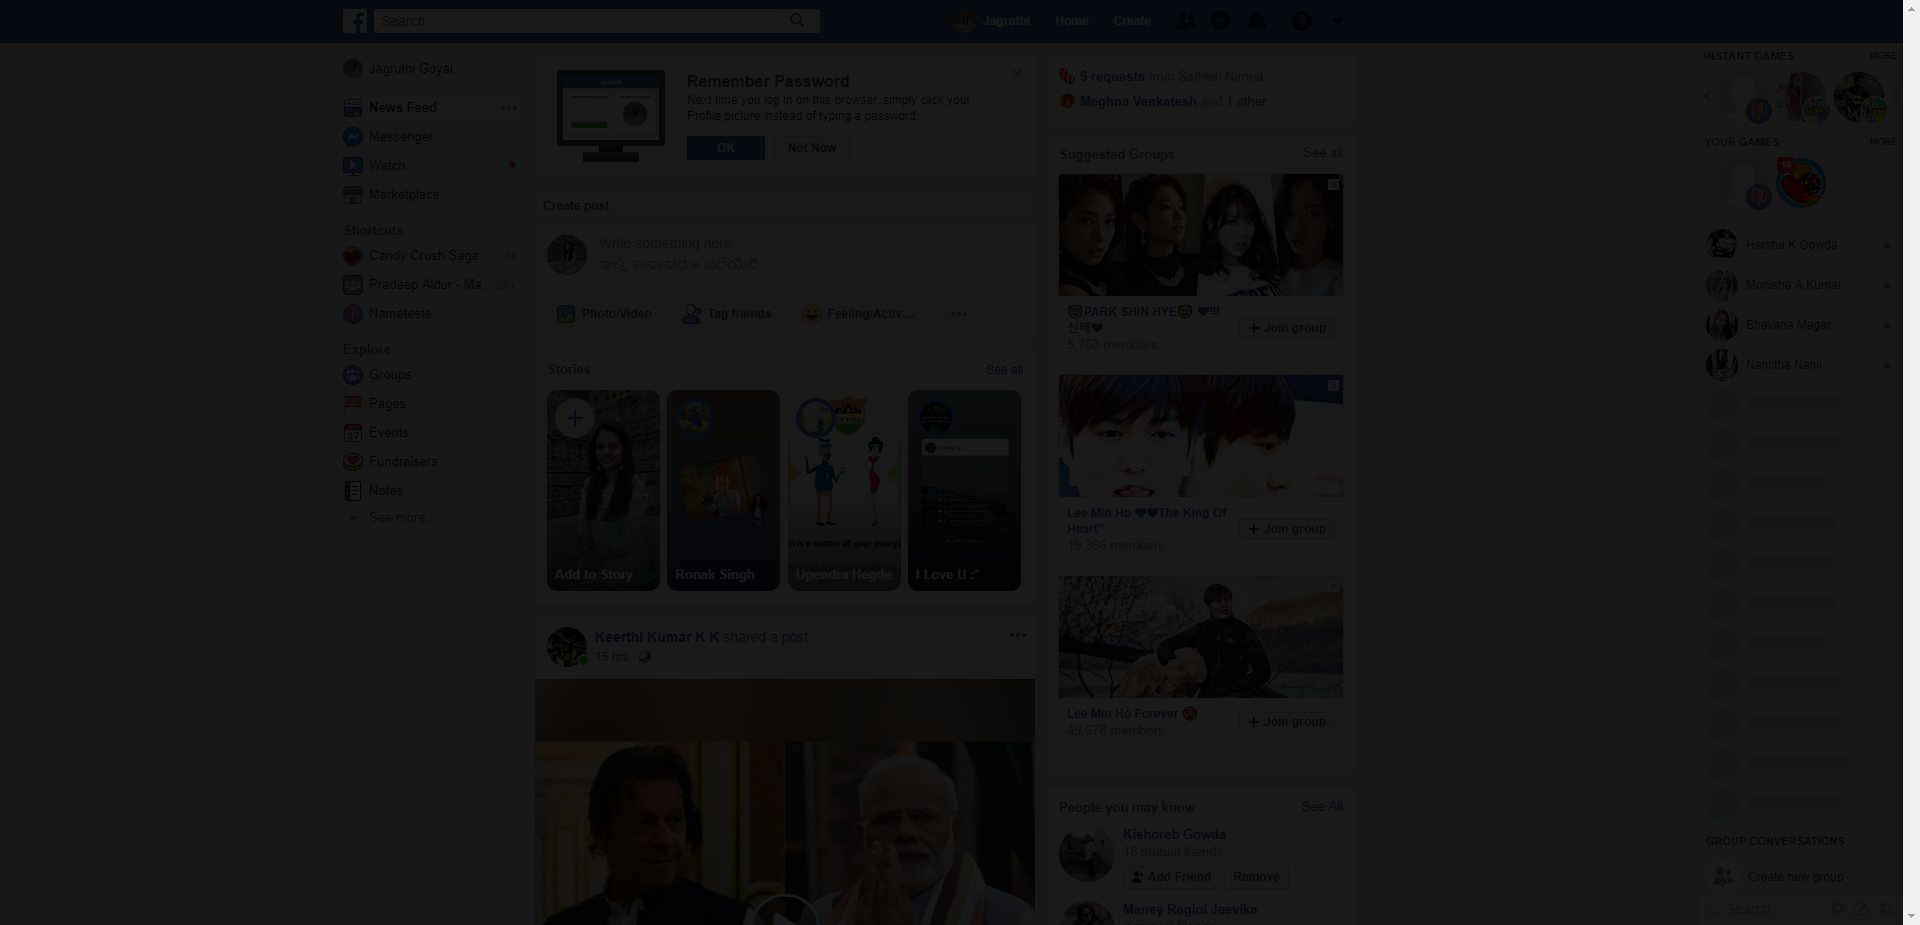 Search
Jagruthi
Home
Create
Jagruthi Goyal
News Feed
Messenger
Watch
Marketplace
Shortcuts
Candy Crush Saga 14
Pradeep Aldur - Ma... 20+
Nametests
Explore
Groups
Pages
27 Events
Fundraisers
Notes
See more...
Remember Password
Next time you log in on this browser, simply click your
Profile picture instead of typing a password.
OK
Not Now
Create post
Write something here...
ಇಲ್ಲಿ ಏನಾದರೂ ಬರೆಯಿರಿ...
Photo/Video
Tag friends
Feeling/Activ...
Stories
See all
Add to Story
Ronak Singh
Upendra Hegde
I Love U :*
Keerthi Kumar K K shared a post.
15 hrs ·
9 requests from Sathish Nirmal
Meghna Venkatesh and 1 other
Suggested Groups
See all
PARK SHiN HYE ❤박
신혜❤
5,763 members
+ Join group
Lee Min Ho ❤❤The King Of
Heart"
19,366 members
+ Join group
Lee Min Ho Forever
49,678 members
+ Join group
People you may know
See All
Kishoreb Gowda
18 mutual friends
Add Friend
Remove
Maney Ragini Jeevika
INSTANT GAMES
MORE
YOUR GAMES
MORE
14
Harsha K Gowda
Monisha A Kumar
Bhavana Magar
Namitha Nami
GROUP CONVERSATIONS
Create new group
Search